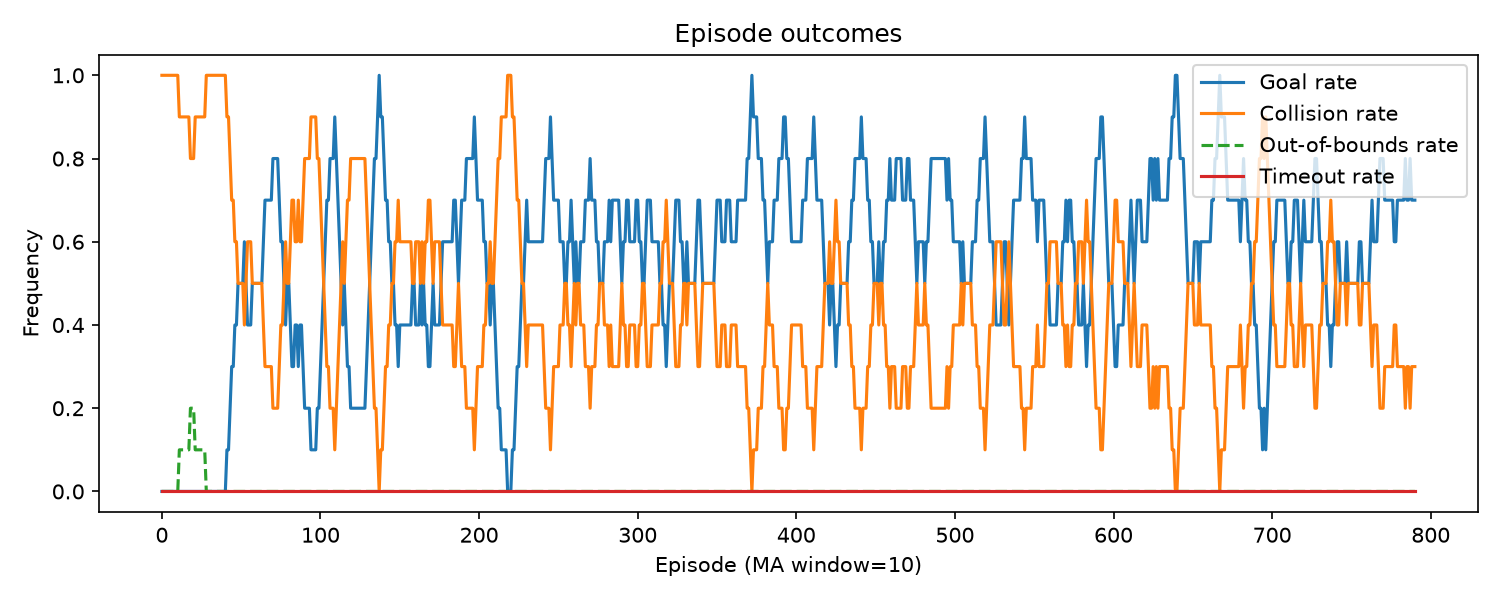 Episode outcomes
Goal rate
Collision rate
Out-of-bounds rate
Timeout rate
1.0
0.8
0.6
0.4
0.2
0.0
Frequency
0 100 200 300 400 500 600 700 800
Episode (MA window=10)